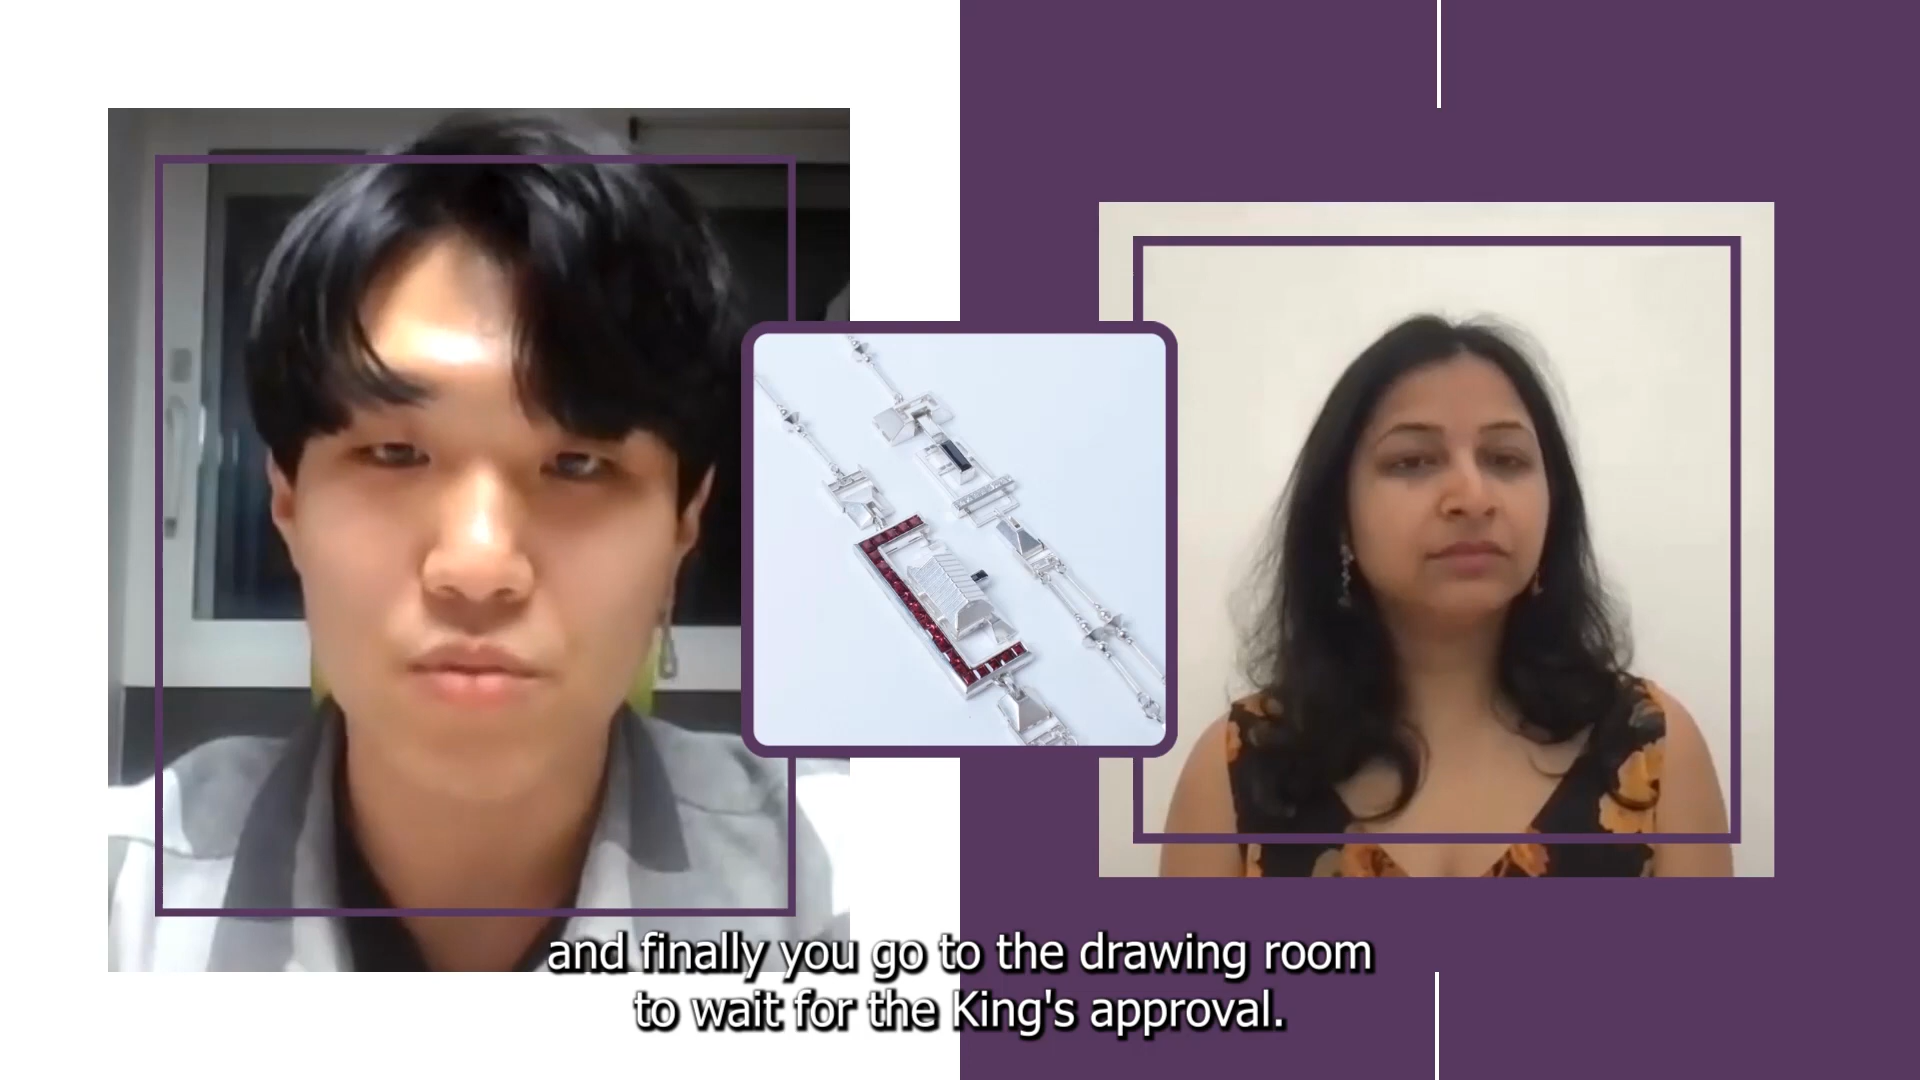 and finally you go to the drawing room
to wait for the King's approval.